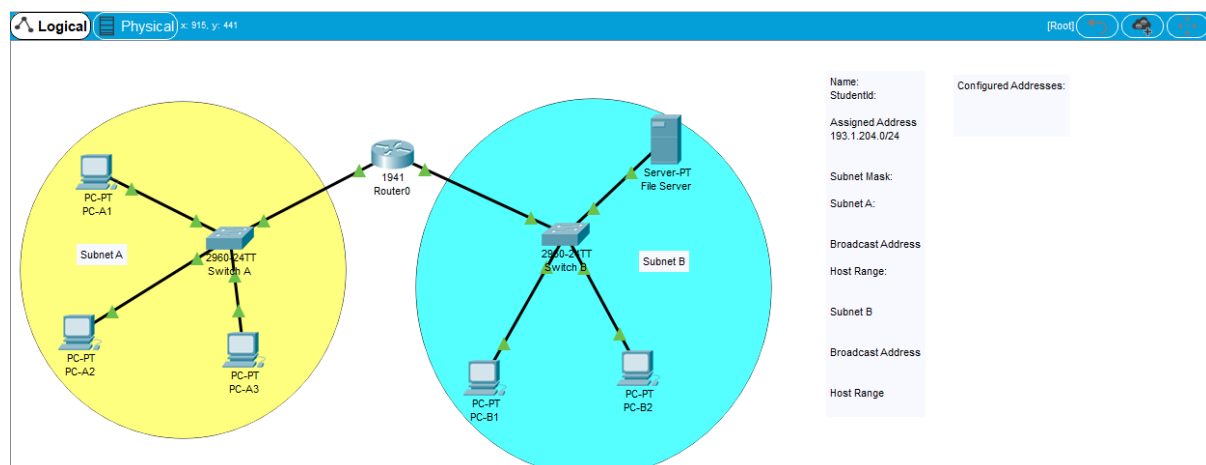 Logical
Physical
x: 915, y: 441
[Root]
PC-PT
PC-A1
Subnet A
PC-PT
PC-A2
2960-24TT
Switch A
PC-PT
PC-A3
1941
Router0
Server-PT
File Server
2960-24TT
Switch B
Subnet B
PC-PT
PC-B1
PC-PT
PC-B2
Name:
StudentId:
Assigned Address
193.1.204.0/24
Subnet Mask:
Subnet A:
Broadcast Address
Host Range:
Subnet B
Broadcast Address
Host Range
Configured Addresses: